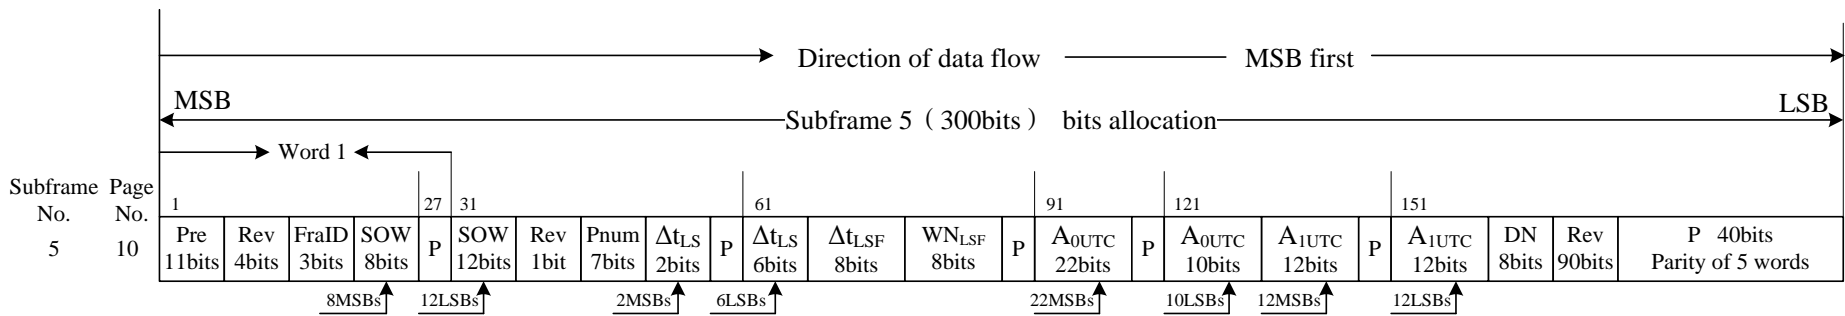 Direction of data flow MSB first
MSB LSB
Subframe 5（300bits） bits allocation
Word 1
Subframe Page
No. No.
1 27 31 61 91 121 151
5 10
Pre
11bits
Rev
4bits
FraID
3bits
SOW
8bits
P
SOW
12bits
Rev
1bit
Pnum
7bits
Δt_LS
2bits
P
Δt_LS
6bits
Δt_LSF
8bits
WN_LSF
8bits
P
A_0UTC
22bits
P
A_0UTC
10bits
A_1UTC
12bits
P
A_1UTC
12bits
DN
8bits
Rev
90bits
P 40bits
Parity of 5 words
8MSBs 12LSBs 2MSBs 6LSBs 22MSBs 10LSBs 12MSBs 12LSBs